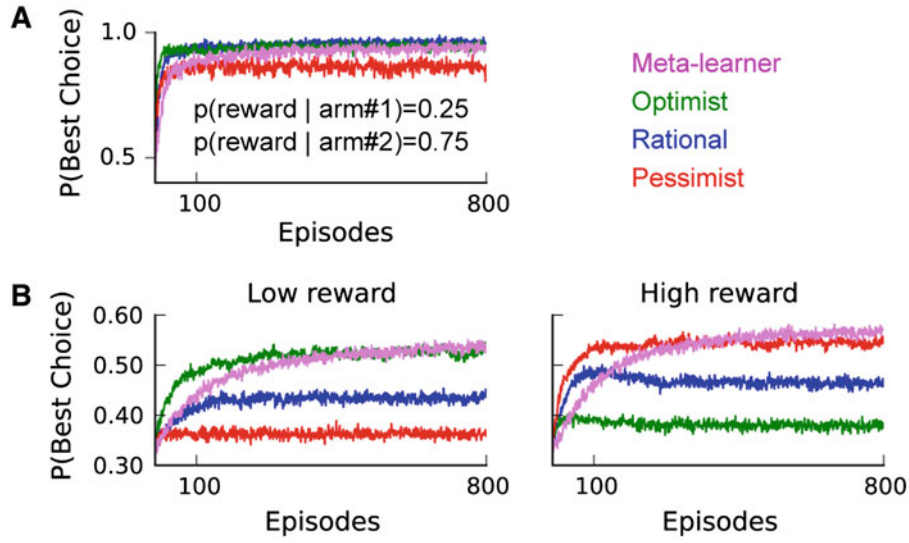 A
P(Best Choice)
1.0
0.5
p(reward | arm#1)=0.25
p(reward | arm#2)=0.75
100
800
Episodes
Meta-learner
Optimist
Rational
Pessimist
B
Low reward
P(Best Choice)
0.60
0.50
0.40
0.30
100
800
Episodes
High reward
100
800
Episodes